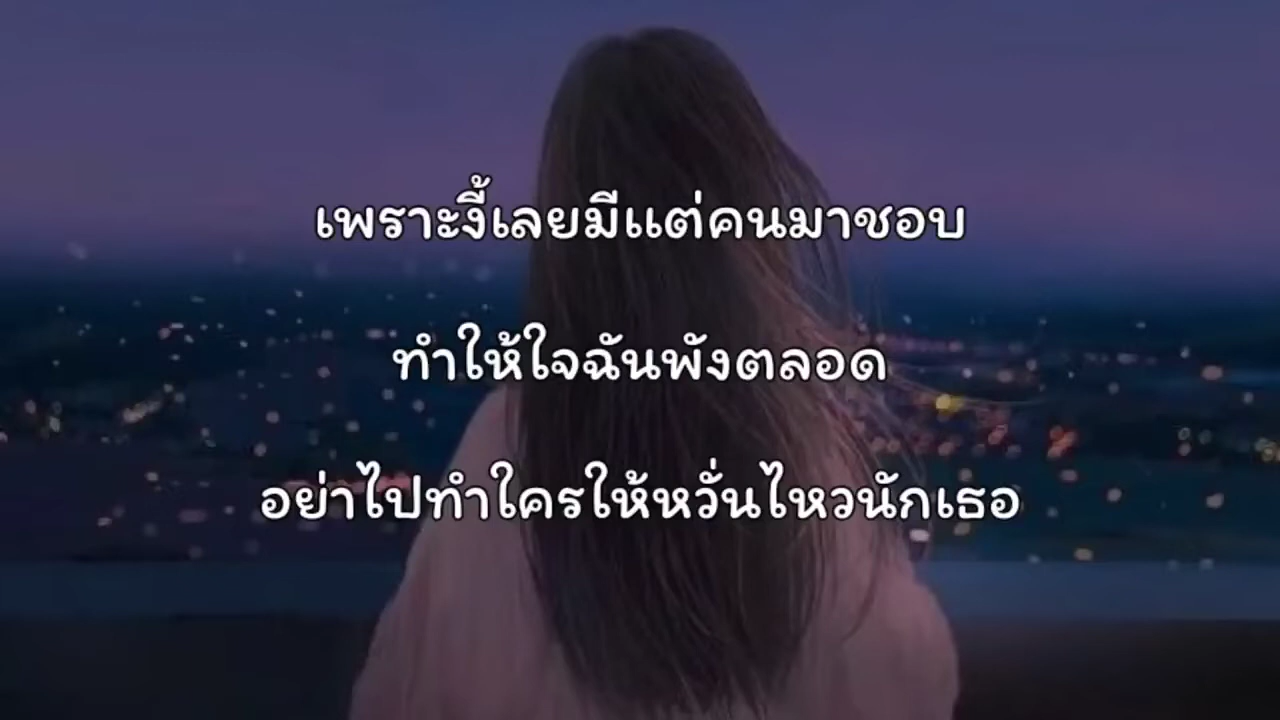 เพราะงี้เลยมีแต่คนมาชอบ
ทำให้ใจฉันพังตลอด
อย่าไปทำใครให้หวั่นไหวนักเธอ